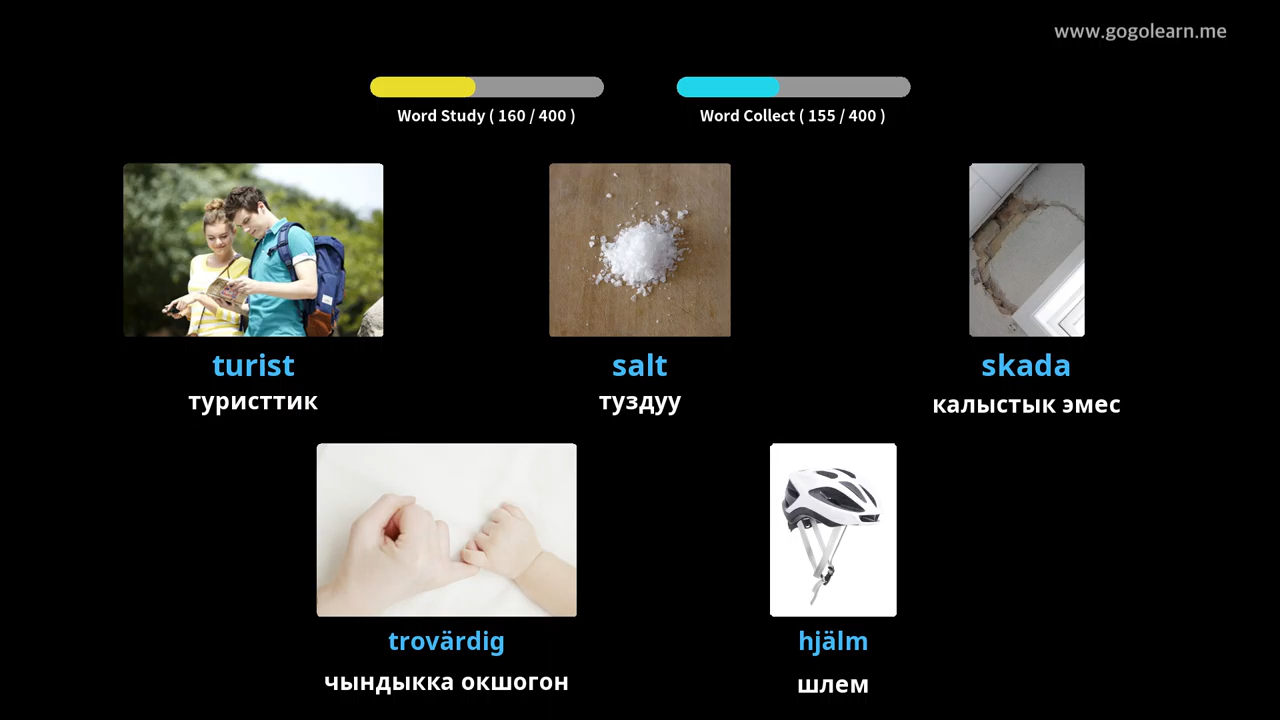 www.gogolearn.me
Word Study ( 160 / 400 )
Word Collect ( 155 / 400 )
turist
туристтик
salt
туздуу
skada
калыстык эмес
trovärdig
чындыкка окшогон
hjälm
шлем